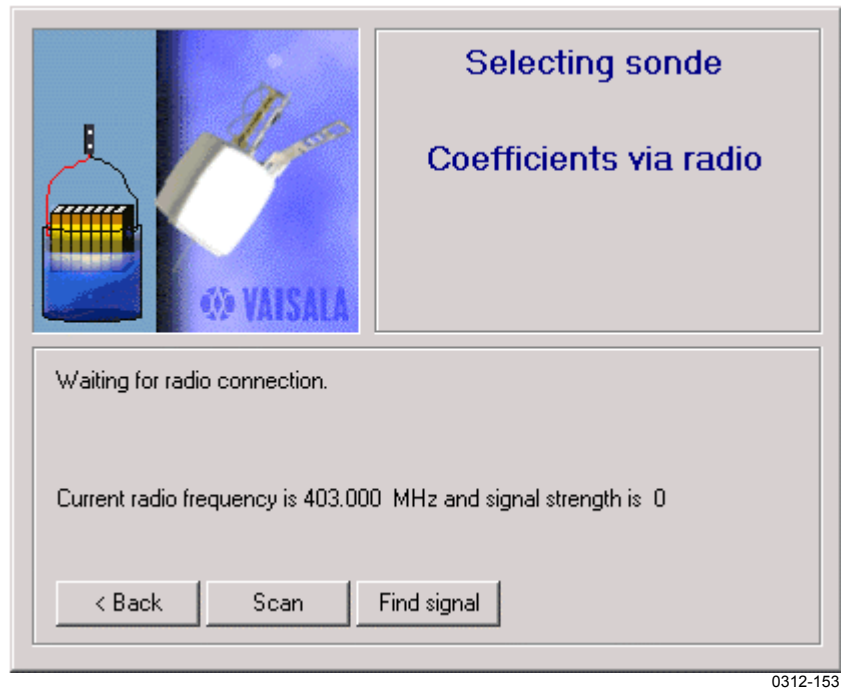 Selecting sonde
Coefficients via radio
VAISALA
Waiting for radio connection.
Current radio frequency is 403.000 MHz and signal strength is 0
< Back
Scan
Find signal
0312-153